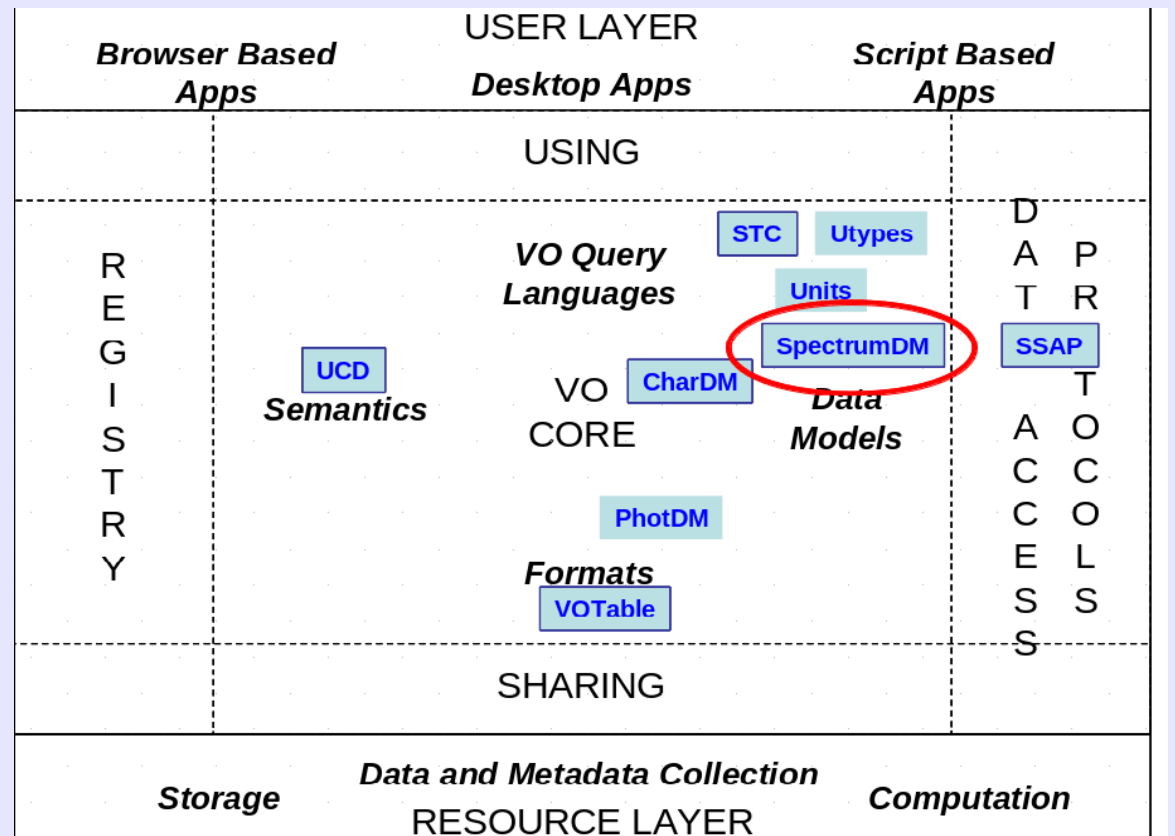 USER LAYER
Browser Based
Apps
Desktop Apps
Script Based
Apps
USING
REGISTRY
VO Query
Languages
STC
Utypes
Units
SpectrumDM
SSAP
UCD
Semantics
VO
CORE
CharDM
Data
Models
PhotDM
Formats
VOTable
DATA ACCESS
PROTOCOLS
SHARING
Storage
Data and Metadata Collection
Computation
RESOURCE LAYER